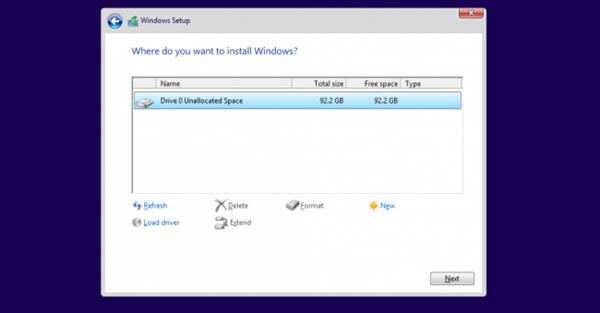 Windows Setup
Where do you want to install Windows?
Name Total size Free space Type
Drive 0 Unallocated Space 92.2 GB 92.2 GB
Refresh Delete Format New
Load driver Extend
Next